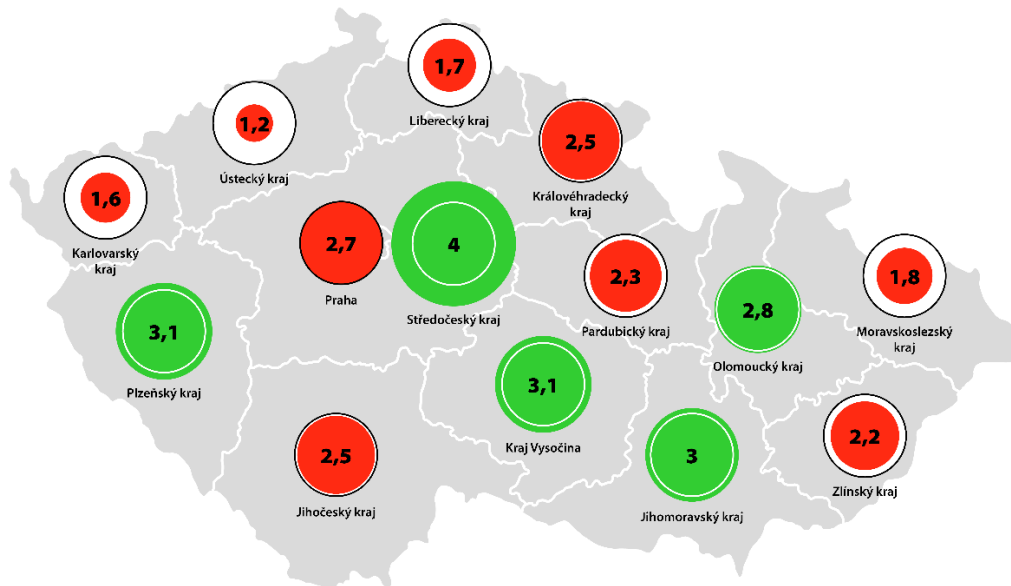 1,7
Liberecký kraj
1,2
Ústecký kraj
2,5
Královéhradecký
kraj
1,6
Karlovarský
kraj
2,7
Praha
4
Středočeský kraj
2,3
Pardubický kraj
2,8
Olomoucký kraj
1,8
Moravskoslezský
kraj
3,1
Plzeňský kraj
3,1
Kraj Vysočina
2,5
Jihočeský kraj
3
Jihomoravský kraj
2,2
Zlínský kraj